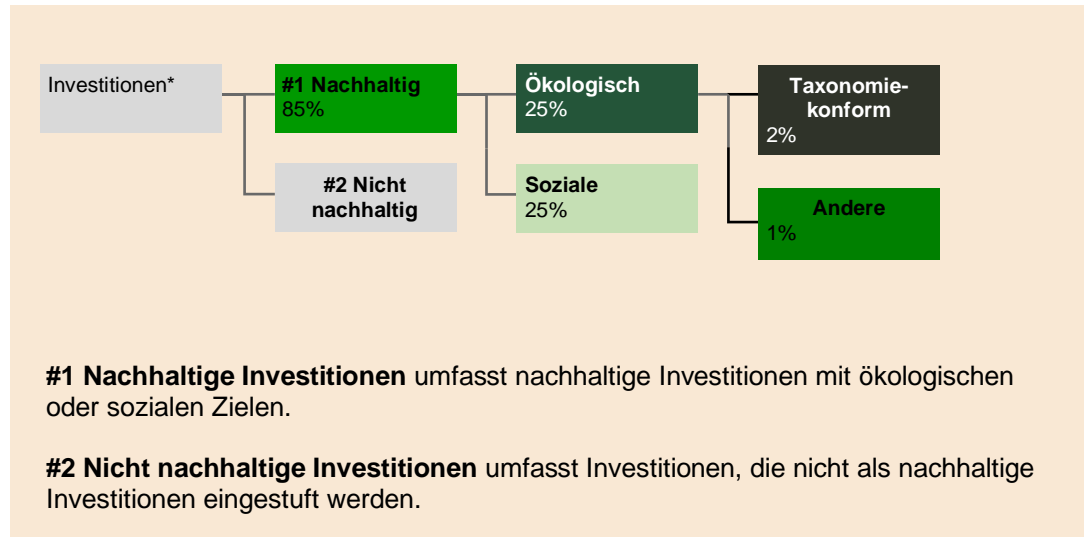 Investitionen*
#1 Nachhaltig
85%
#2 Nicht
nachhaltig
Ökologisch
25%
Soziale
25%
Taxonomie-
konform
2%
Andere
1%
#1 Nachhaltige Investitionen umfasst nachhaltige Investitionen mit ökologischen
oder sozialen Zielen.
#2 Nicht nachhaltige Investitionen umfasst Investitionen, die nicht als nachhaltige
Investitionen eingestuft werden.